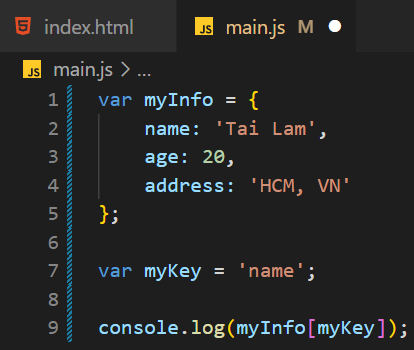 index.html
main.js M
JS main.js > ...
1 var myInfo = {
2     name: 'Tai Lam',
3     age: 20,
4     address: 'HCM, VN'
5 };
6
7 var myKey = 'name';
8
9 console.log(myInfo[myKey]);